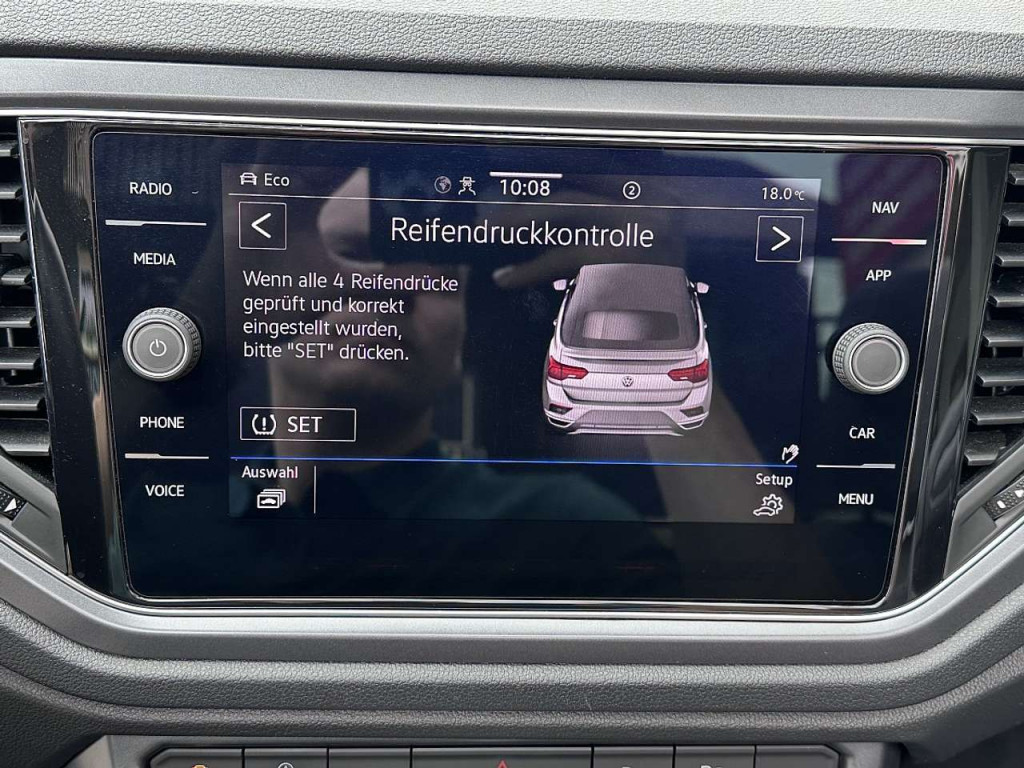 RADIO
MEDIA
PHONE
VOICE
Eco
10:08
2
18.0°C
Reifendruckkontrolle
Wenn alle 4 Reifendrücke
geprüft und korrekt
eingestellt wurden,
bitte "SET" drücken.
SET
Auswahl
Setup
NAV
APP
CAR
MENU